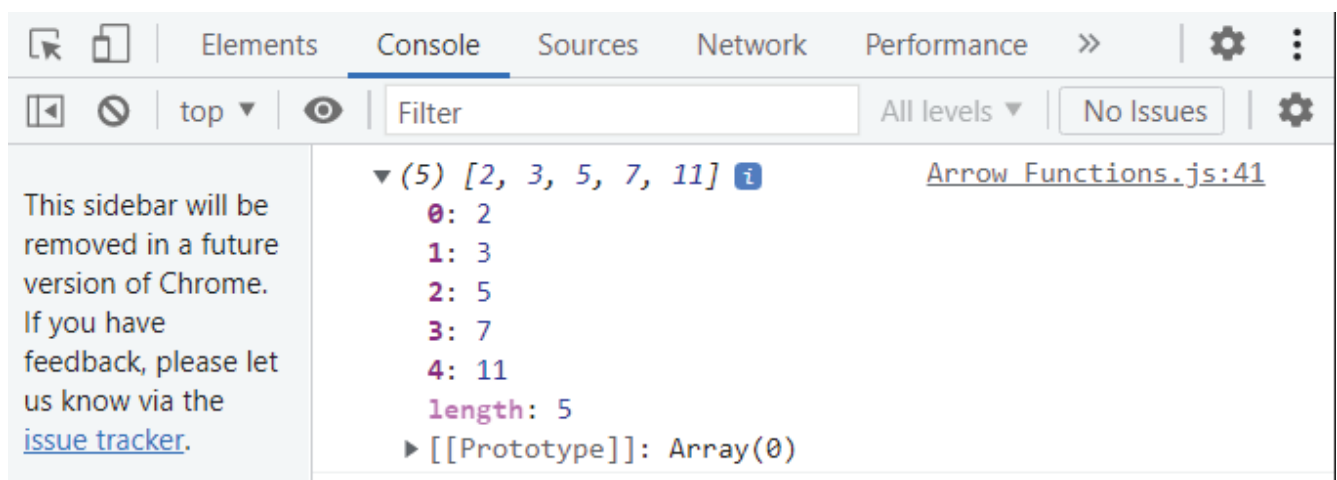 Elements Console Sources Network Performance »
top ▼ Filter All levels ▼ No Issues
This sidebar will be
removed in a future
version of Chrome.
If you have
feedback, please let
us know via the
issue tracker.
▼(5) [2, 3, 5, 7, 11] i Arrow Functions.js:41
0: 2
1: 3
2: 5
3: 7
4: 11
length: 5
▶[[Prototype]]: Array(0)